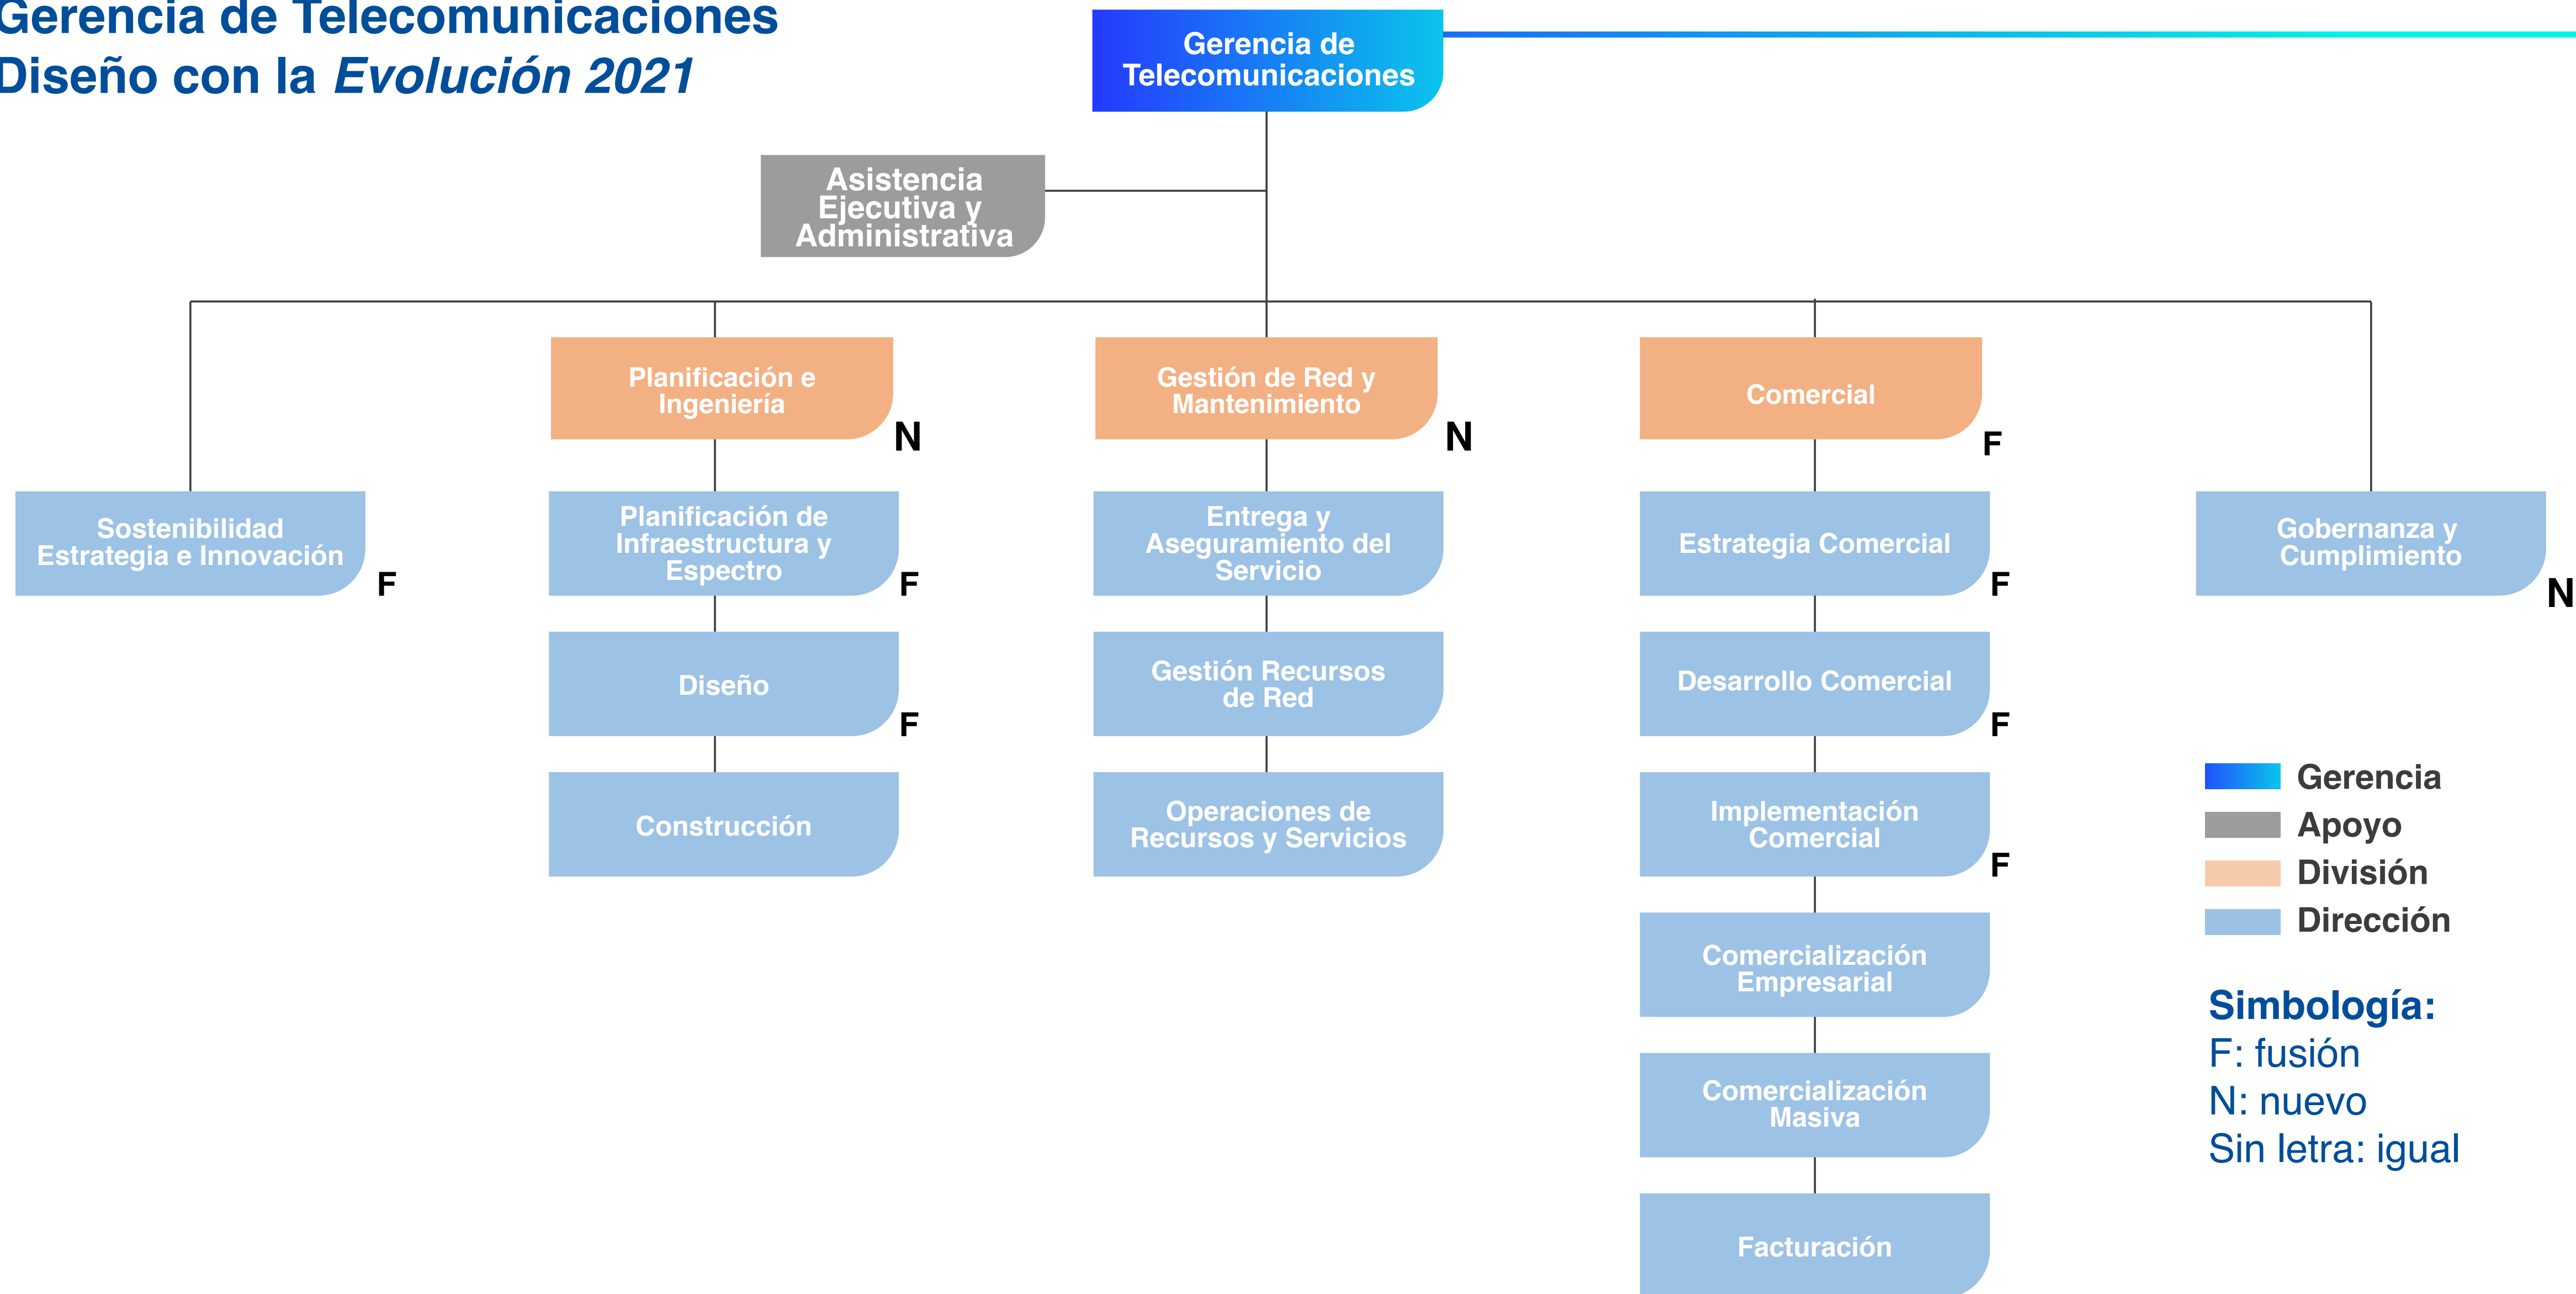 Gerencia de Telecomunicaciones
Diseño con la Evolución 2021
Gerencia de
Telecomunicaciones
Asistencia
Ejecutiva y
Administrativa
Planificación e
Ingeniería
N
Gestión de Red y
Mantenimiento
N
Comercial
F
Sostenibilidad
Estrategia e Innovación
F
Planificación de
Infraestructura y
Espectro
F
Entrega y
Aseguramiento del
Servicio
Estrategia Comercial
F
Gobernanza y
Cumplimiento
N
Diseño
F
Gestión Recursos
de Red
Desarrollo Comercial
F
Construcción
Operaciones de
Recursos y Servicios
Implementación
Comercial
F
Comercialización
Empresarial
Comercialización
Masiva
Facturación
Gerencia
Apoyo
División
Dirección
Simbología:
F: fusión
N: nuevo
Sin letra: igual